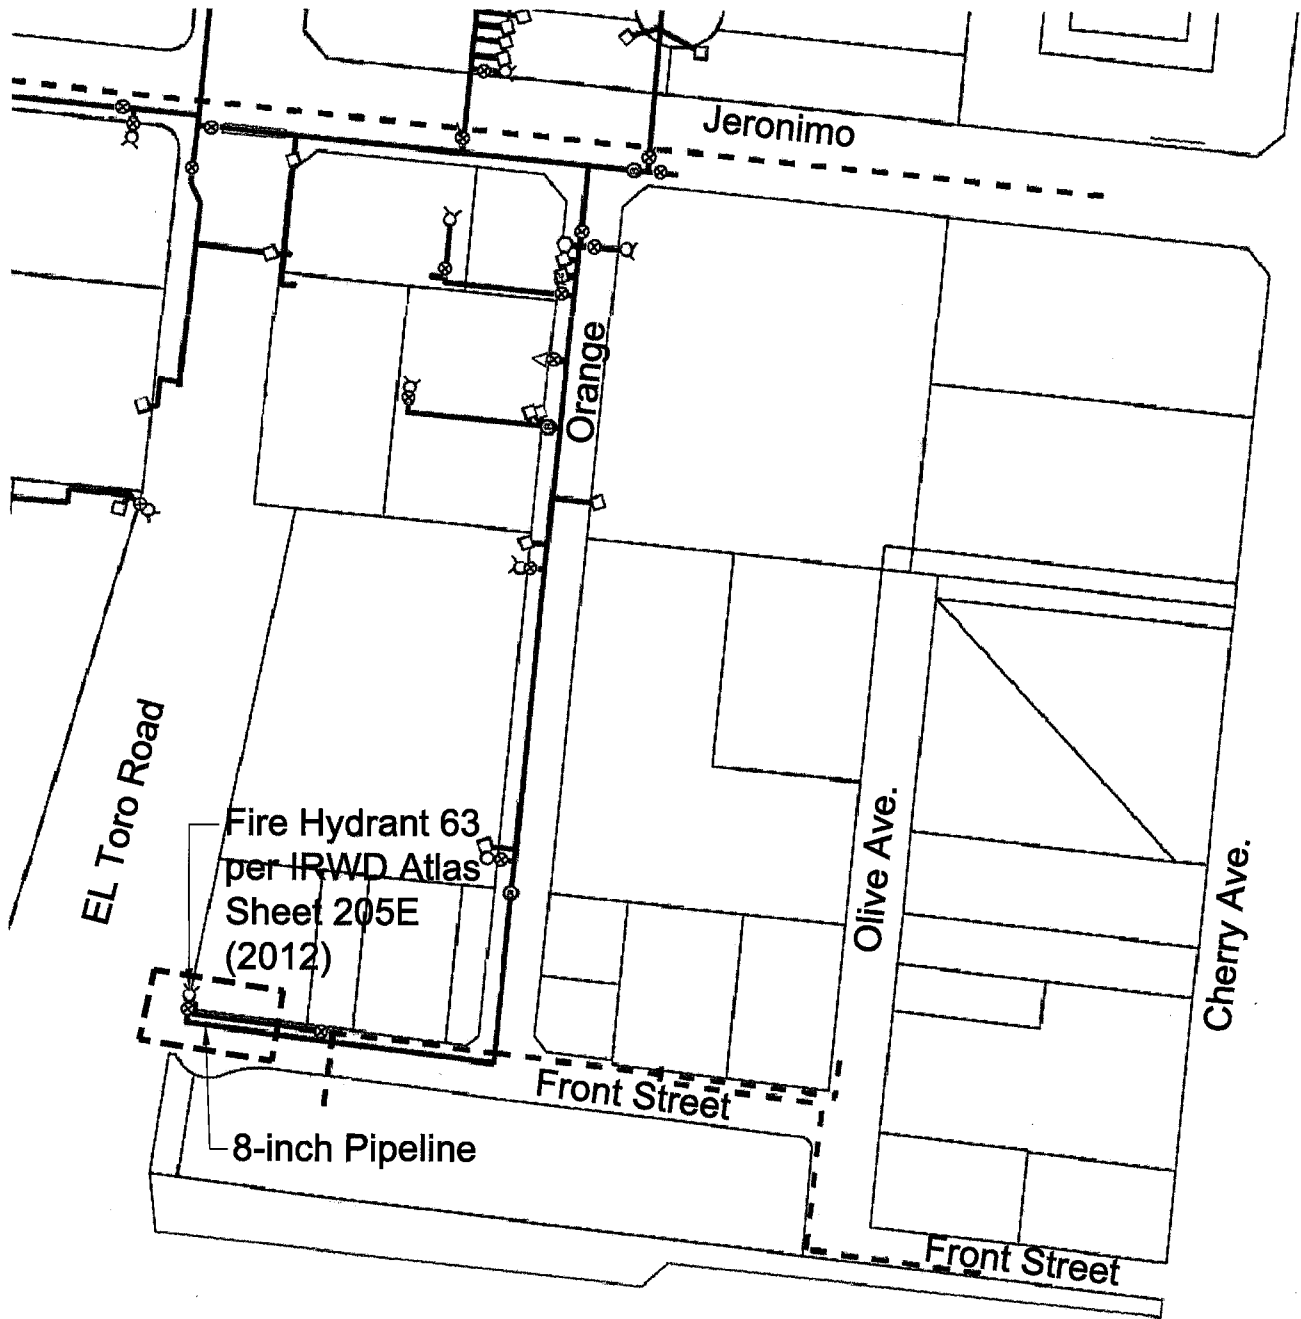 Jeronimo
Orange
EL Toro Road
Fire Hydrant 63
per IRWD Atlas
Sheet 205E
(2012)
Olive Ave.
Cherry Ave.
Front Street
8-inch Pipeline
Front Street